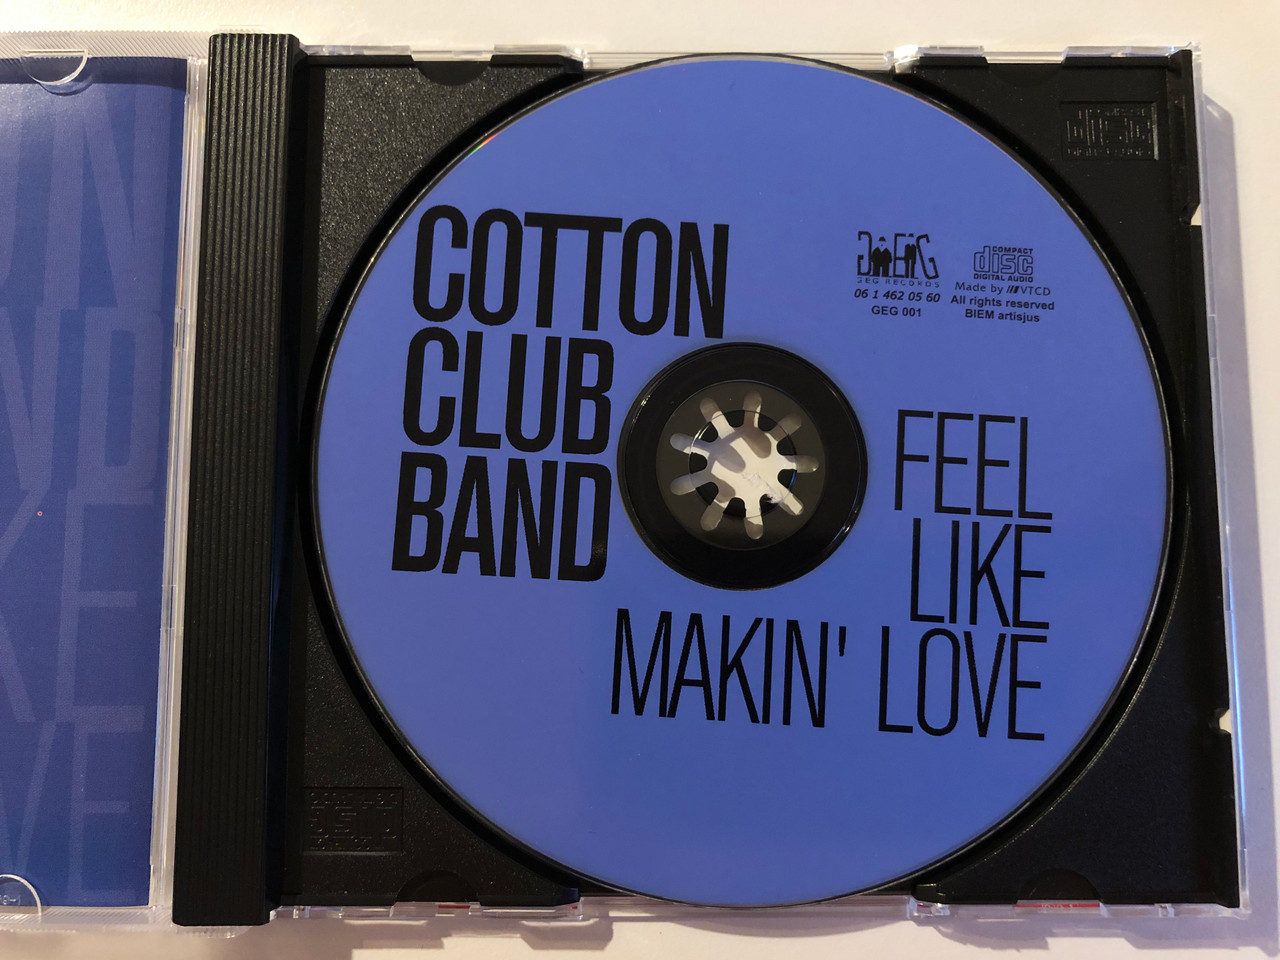 COTTON
CLUB
BAND
GEG RECORDS
06 1 462 05 60
GEG 001
COMPACT
disc
DIGITAL AUDIO
Made by VTCD
All rights reserved
BIEM artisjus
FEEL
LIKE
MAKIN' LOVE